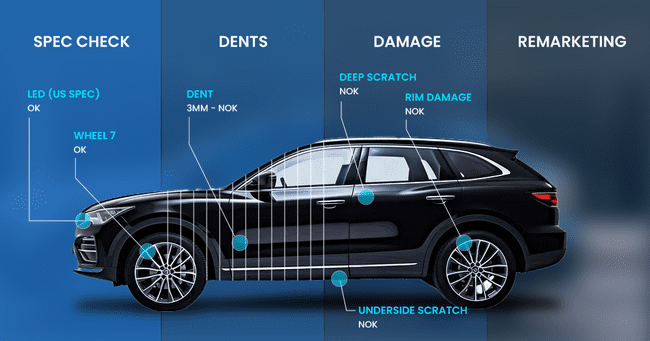 SPEC CHECK
DENTS
DAMAGE
REMARKETING
LED (US SPEC)
OK
WHEEL 7
OK
DENT
3MM - NOK
DEEP SCRATCH
NOK
RIM DAMAGE
NOK
UNDERSIDE SCRATCH
NOK